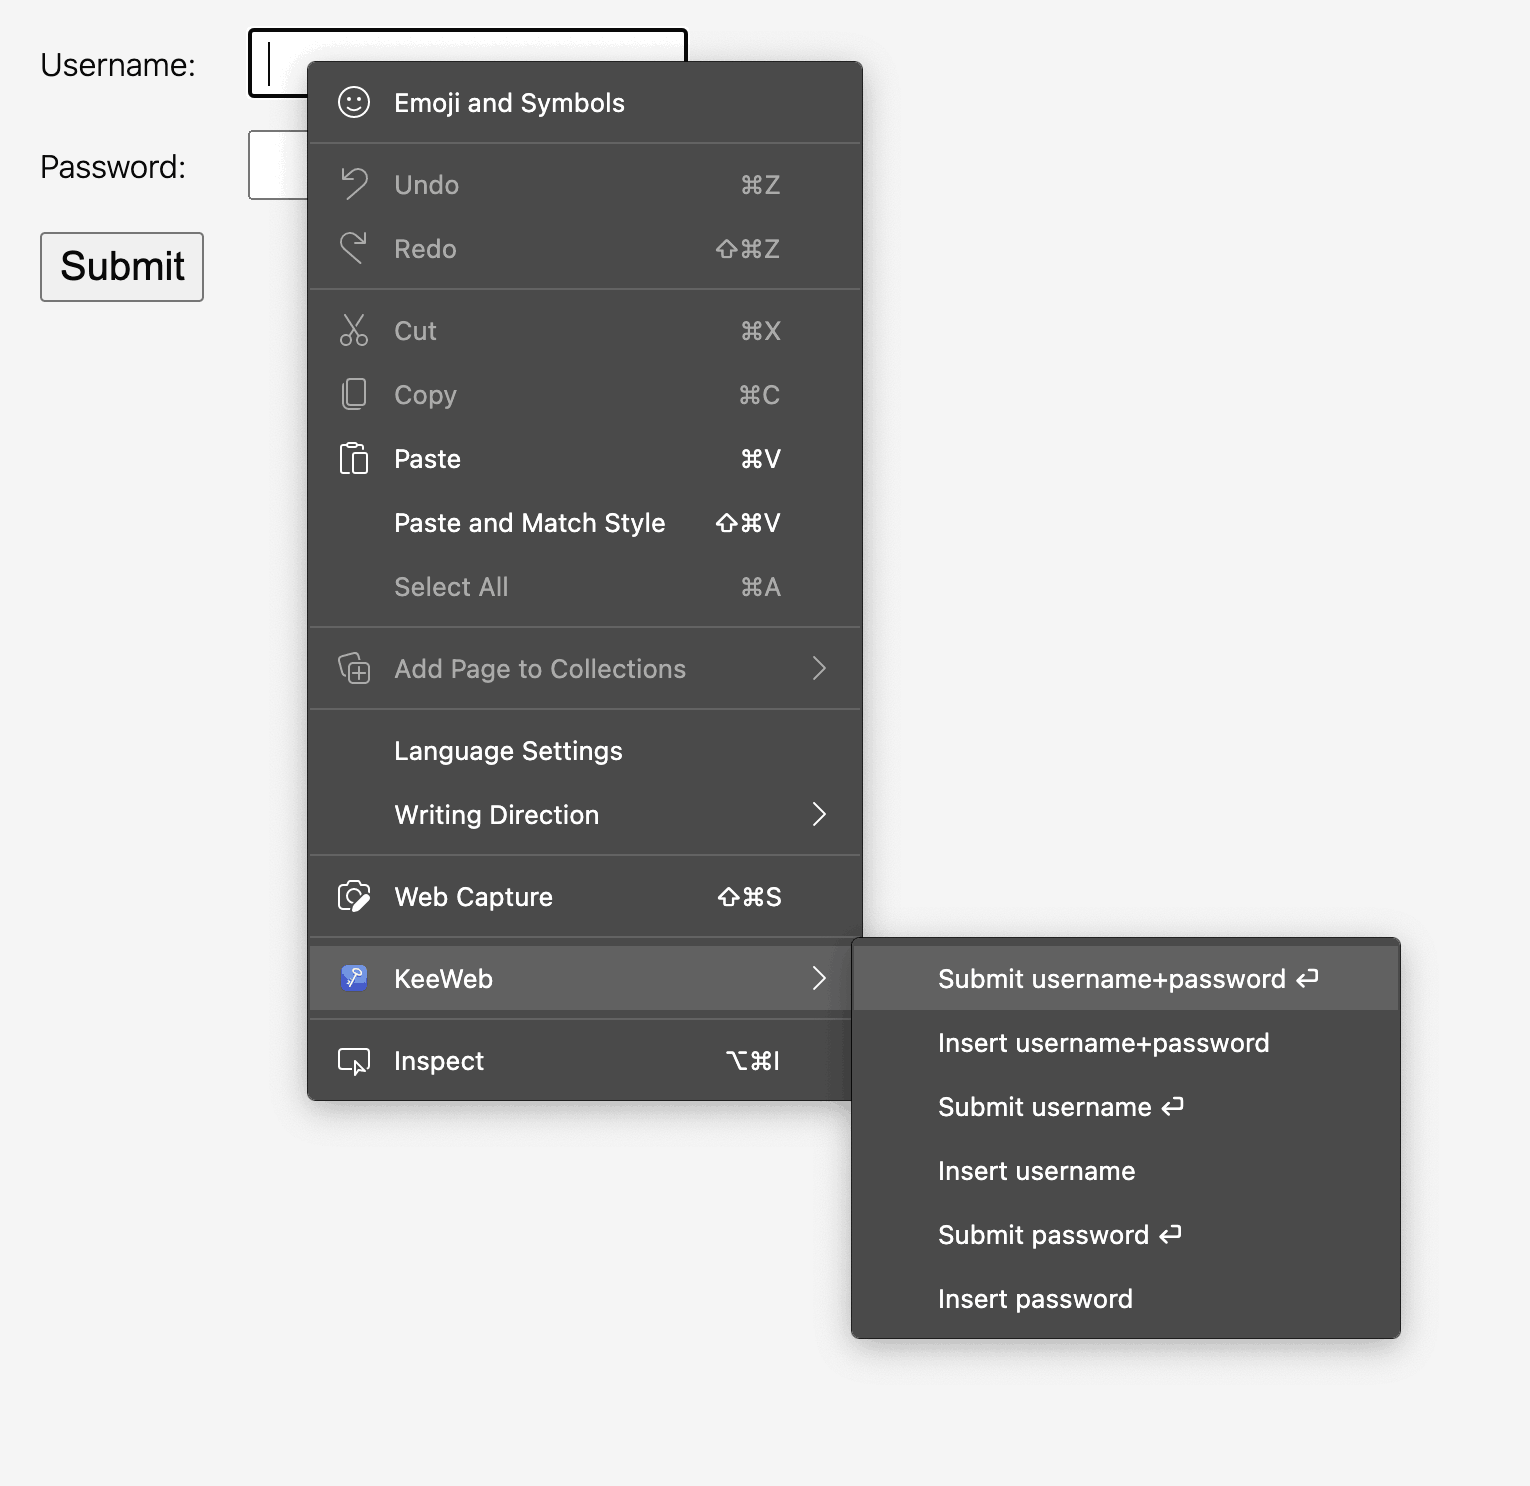 Username:
Password:
Submit
Emoji and Symbols
Undo ⌘Z
Redo ⇧⌘Z
Cut ⌘X
Copy ⌘C
Paste ⌘V
Paste and Match Style ⇧⌘V
Select All ⌘A
Add Page to Collections
Language Settings
Writing Direction
Web Capture ⇧⌘S
KeeWeb
Inspect ⌥⌘I
Submit username+password ↩
Insert username+password
Submit username ↩
Insert username
Submit password ↩
Insert password